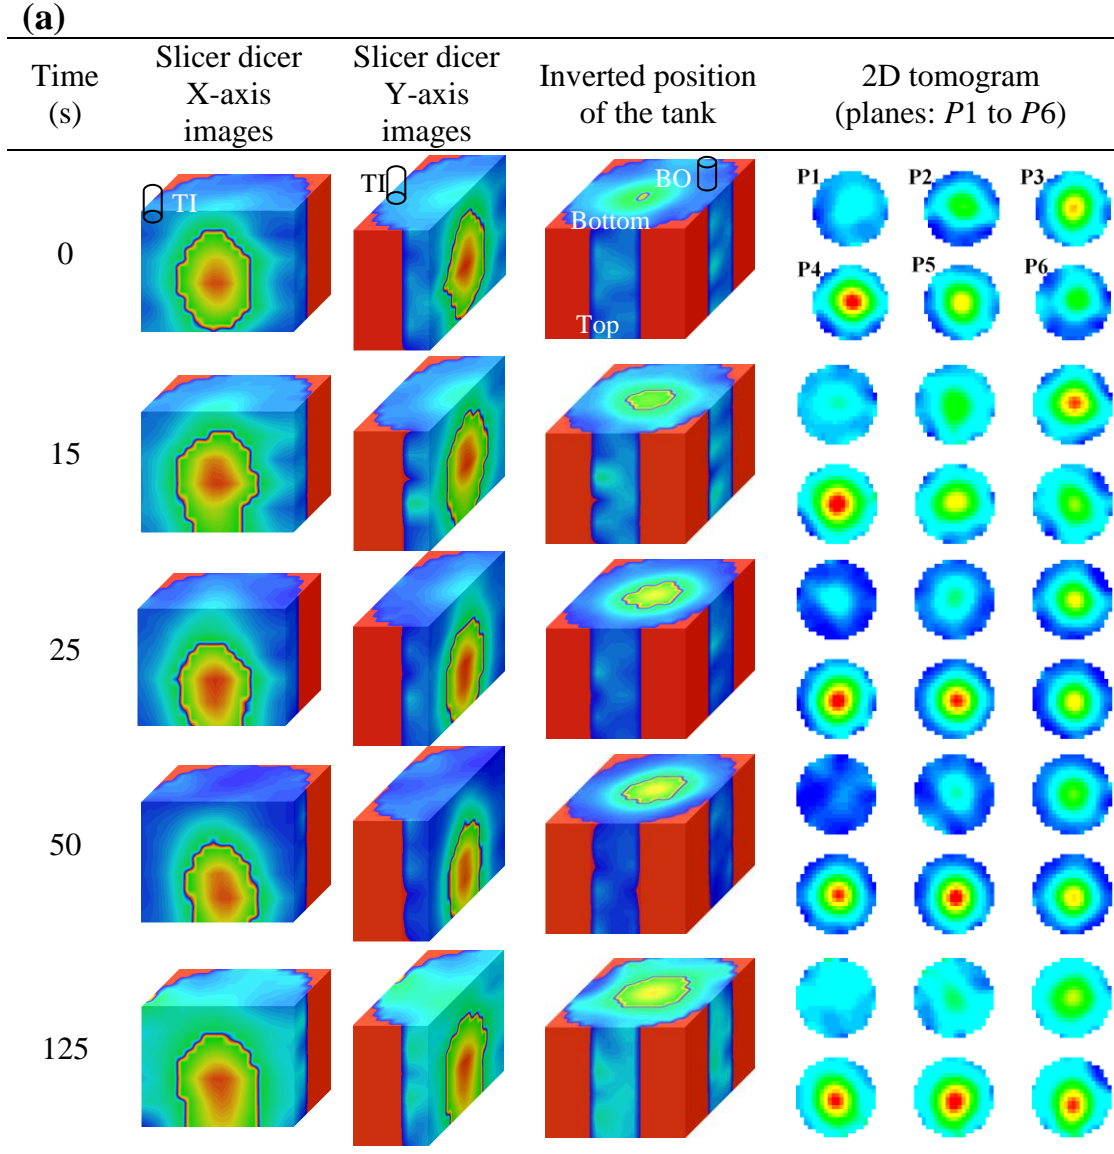 (a)
Time
(s)
Slicer dicer
X-axis
images
Slicer dicer
Y-axis
images
Inverted position
of the tank
2D tomogram
(planes: P1 to P6)
0
TI
TI
BO
Bottom
Top
P1
P2
P3
P4
P5
P6
15
25
50
125